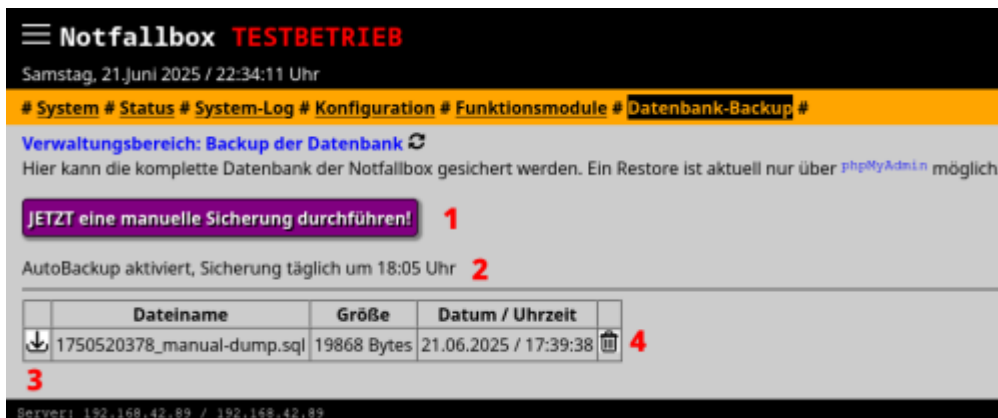 Notfallbox TESTBETRIEB
Samstag, 21.Juni 2025 / 22:34:11 Uhr
# System # Status # System-Log # Konfiguration # Funktionsmodule # Datenbank-Backup #
Verwaltungsbereich: Backup der Datenbank
Hier kann die komplette Datenbank der Notfallbox gesichert werden. Ein Restore ist aktuell nur über phpMyAdmin möglich
JETZT eine manuelle Sicherung durchführen! 1
AutoBackup aktiviert, Sicherung täglich um 18:05 Uhr 2
Dateiname Größe Datum / Uhrzeit
1750520378_manual-dump.sql 19868 Bytes 21.06.2025 / 17:39:38 4
3
Server: 192.168.42.89 / 192.168.42.89